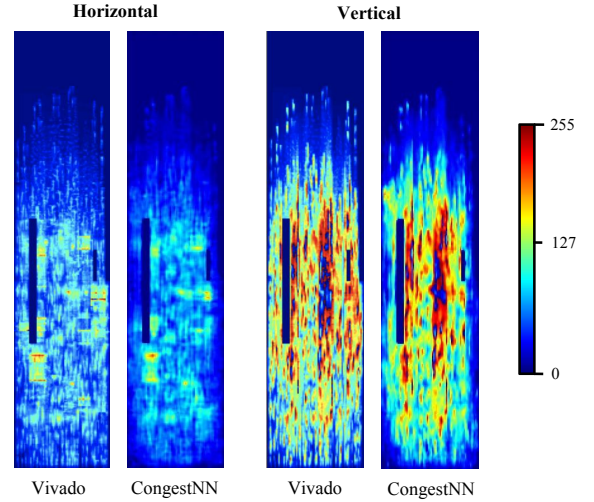 Horizontal
Vertical
255
127
0
Vivado
CongestNN
Vivado
CongestNN